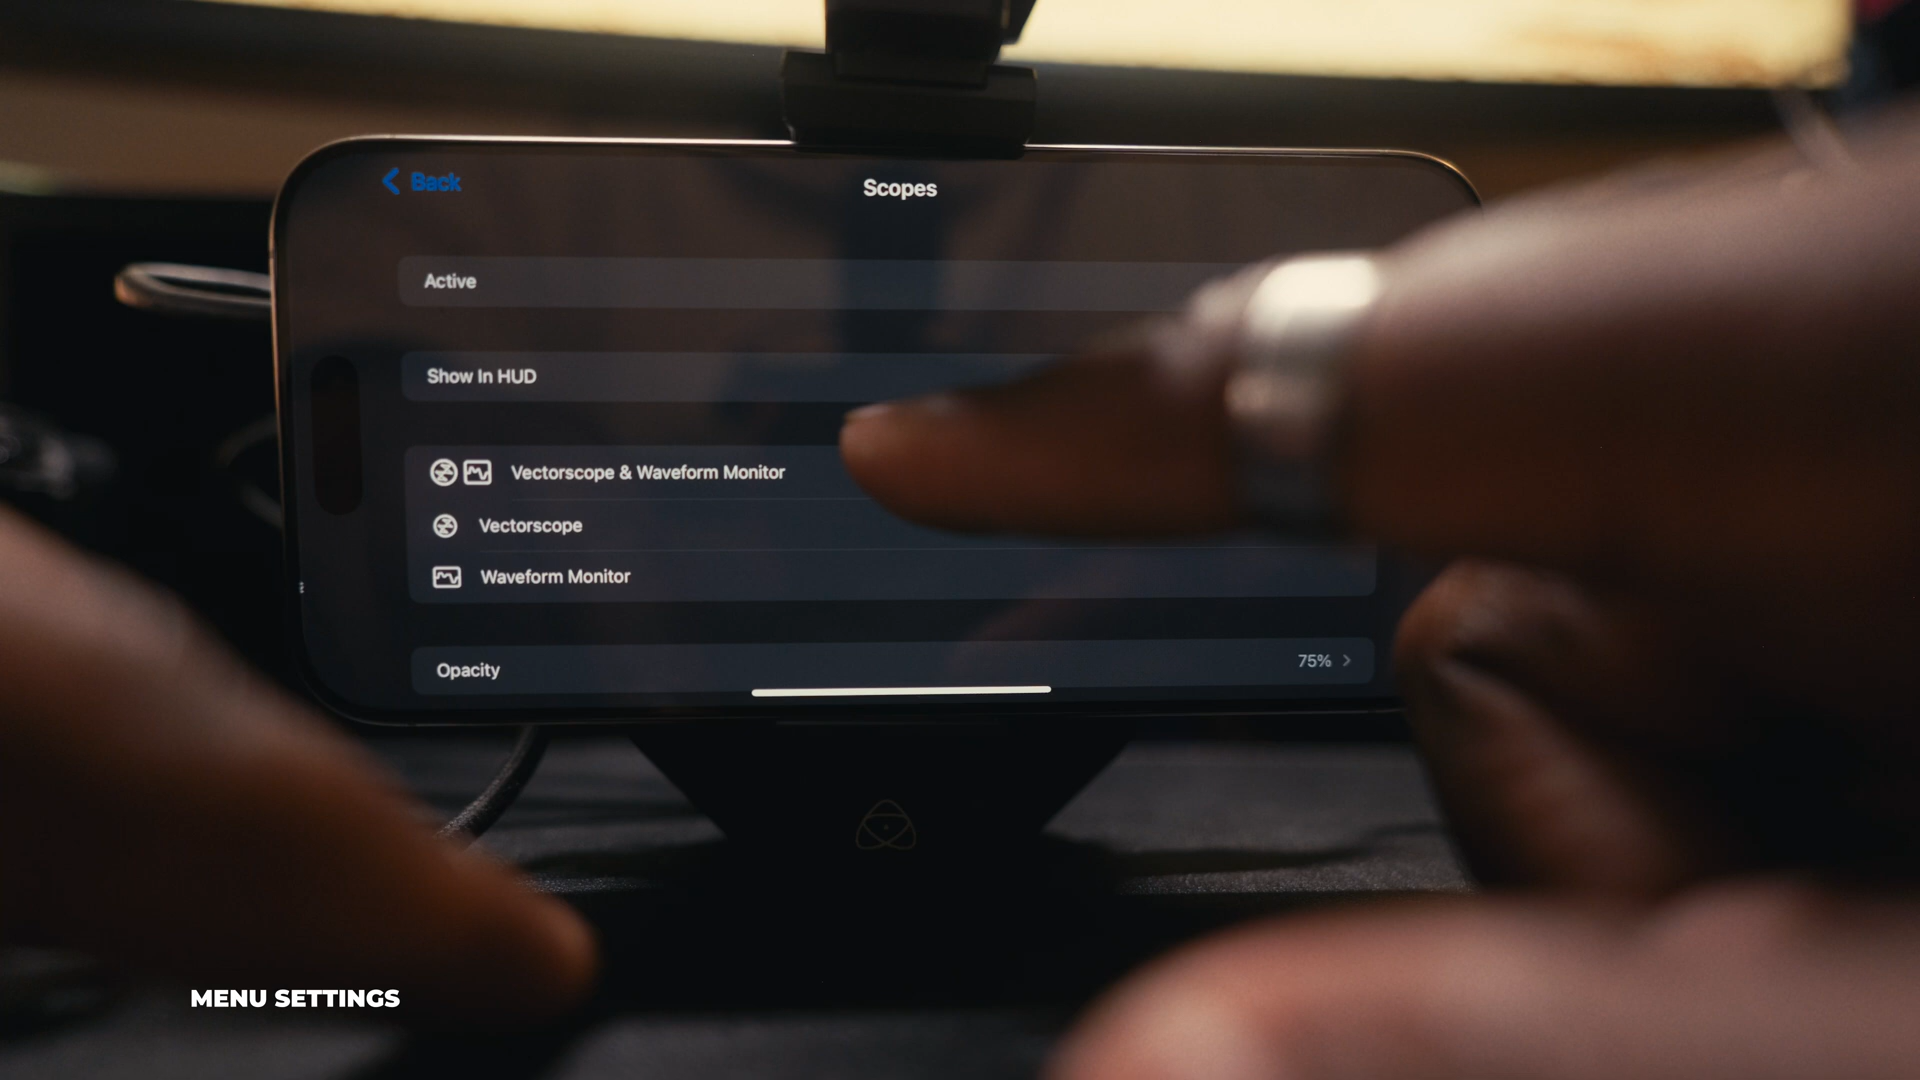 Back
Scopes
Active
Show In HUD
Vectorscope & Waveform Monitor
Vectorscope
Waveform Monitor
Opacity
75%
MENU SETTINGS